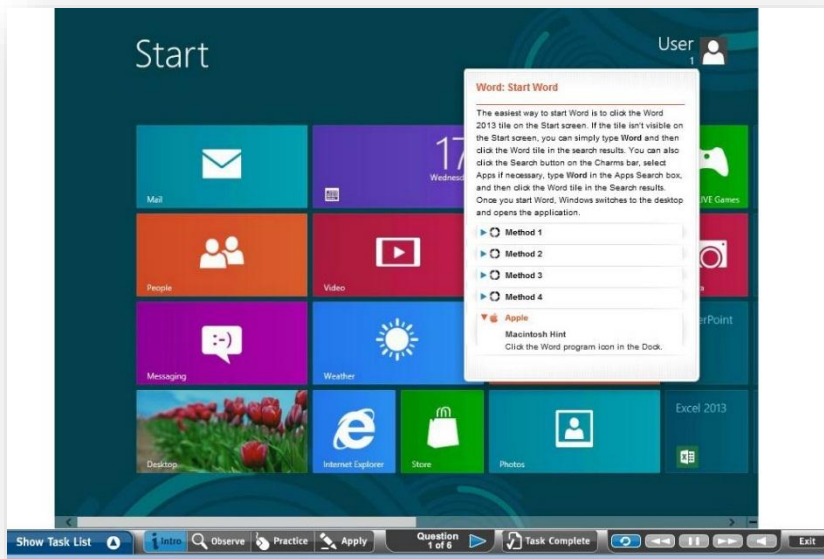 Start
User
1
Word: Start Word
The easiest way to start Word is to click the Word
2013 tile on the Start screen. If the tile isn't visible on
the Start screen, you can simply type Word and then
click the Word tile in the search results. You can also
click the Search button on the Charms bar, select
Apps if necessary, type Word in the Apps Search box,
and then click the Word tile in the Search results.
Once you start Word, Windows switches to the desktop
and opens the application.
Method 1
Method 2
Method 3
Method 4
Apple
Macintosh Hint
Click the Word program icon in the Dock.
Mail
17
Wednesd
IVE Games
People
Video
a
Messaging
:-)
Weather
erPoint
Desktop
Internet Explorer
Store
Photos
Excel 2013
Show Task List
Intro
Observe
Practice
Apply
Question
1 of 6
Task Complete
Exit